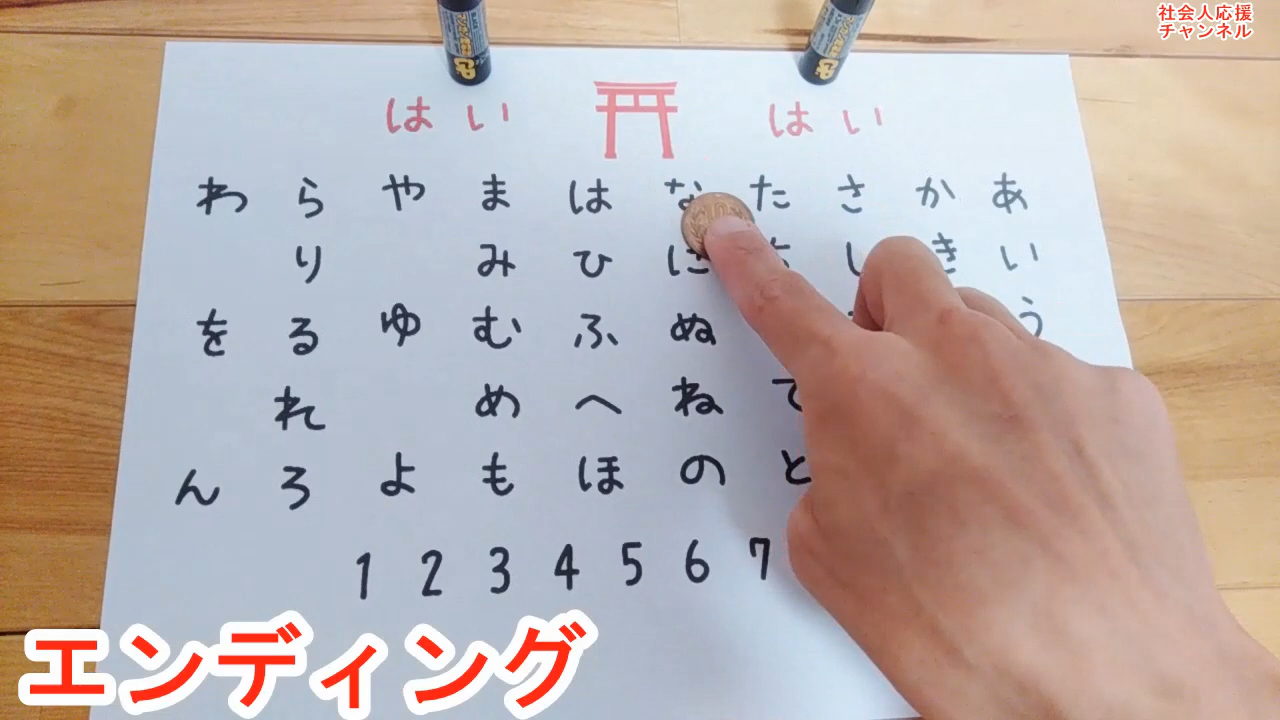 社会人応援
チャンネル
はい はい
わ ら や ま は な た さ か あ
り み ひ に し き い
を る ゆ む ふ ぬ う
れ め へ ね て
ん ろ よ も ほ の と
1 2 3 4 5 6 7
エンディング